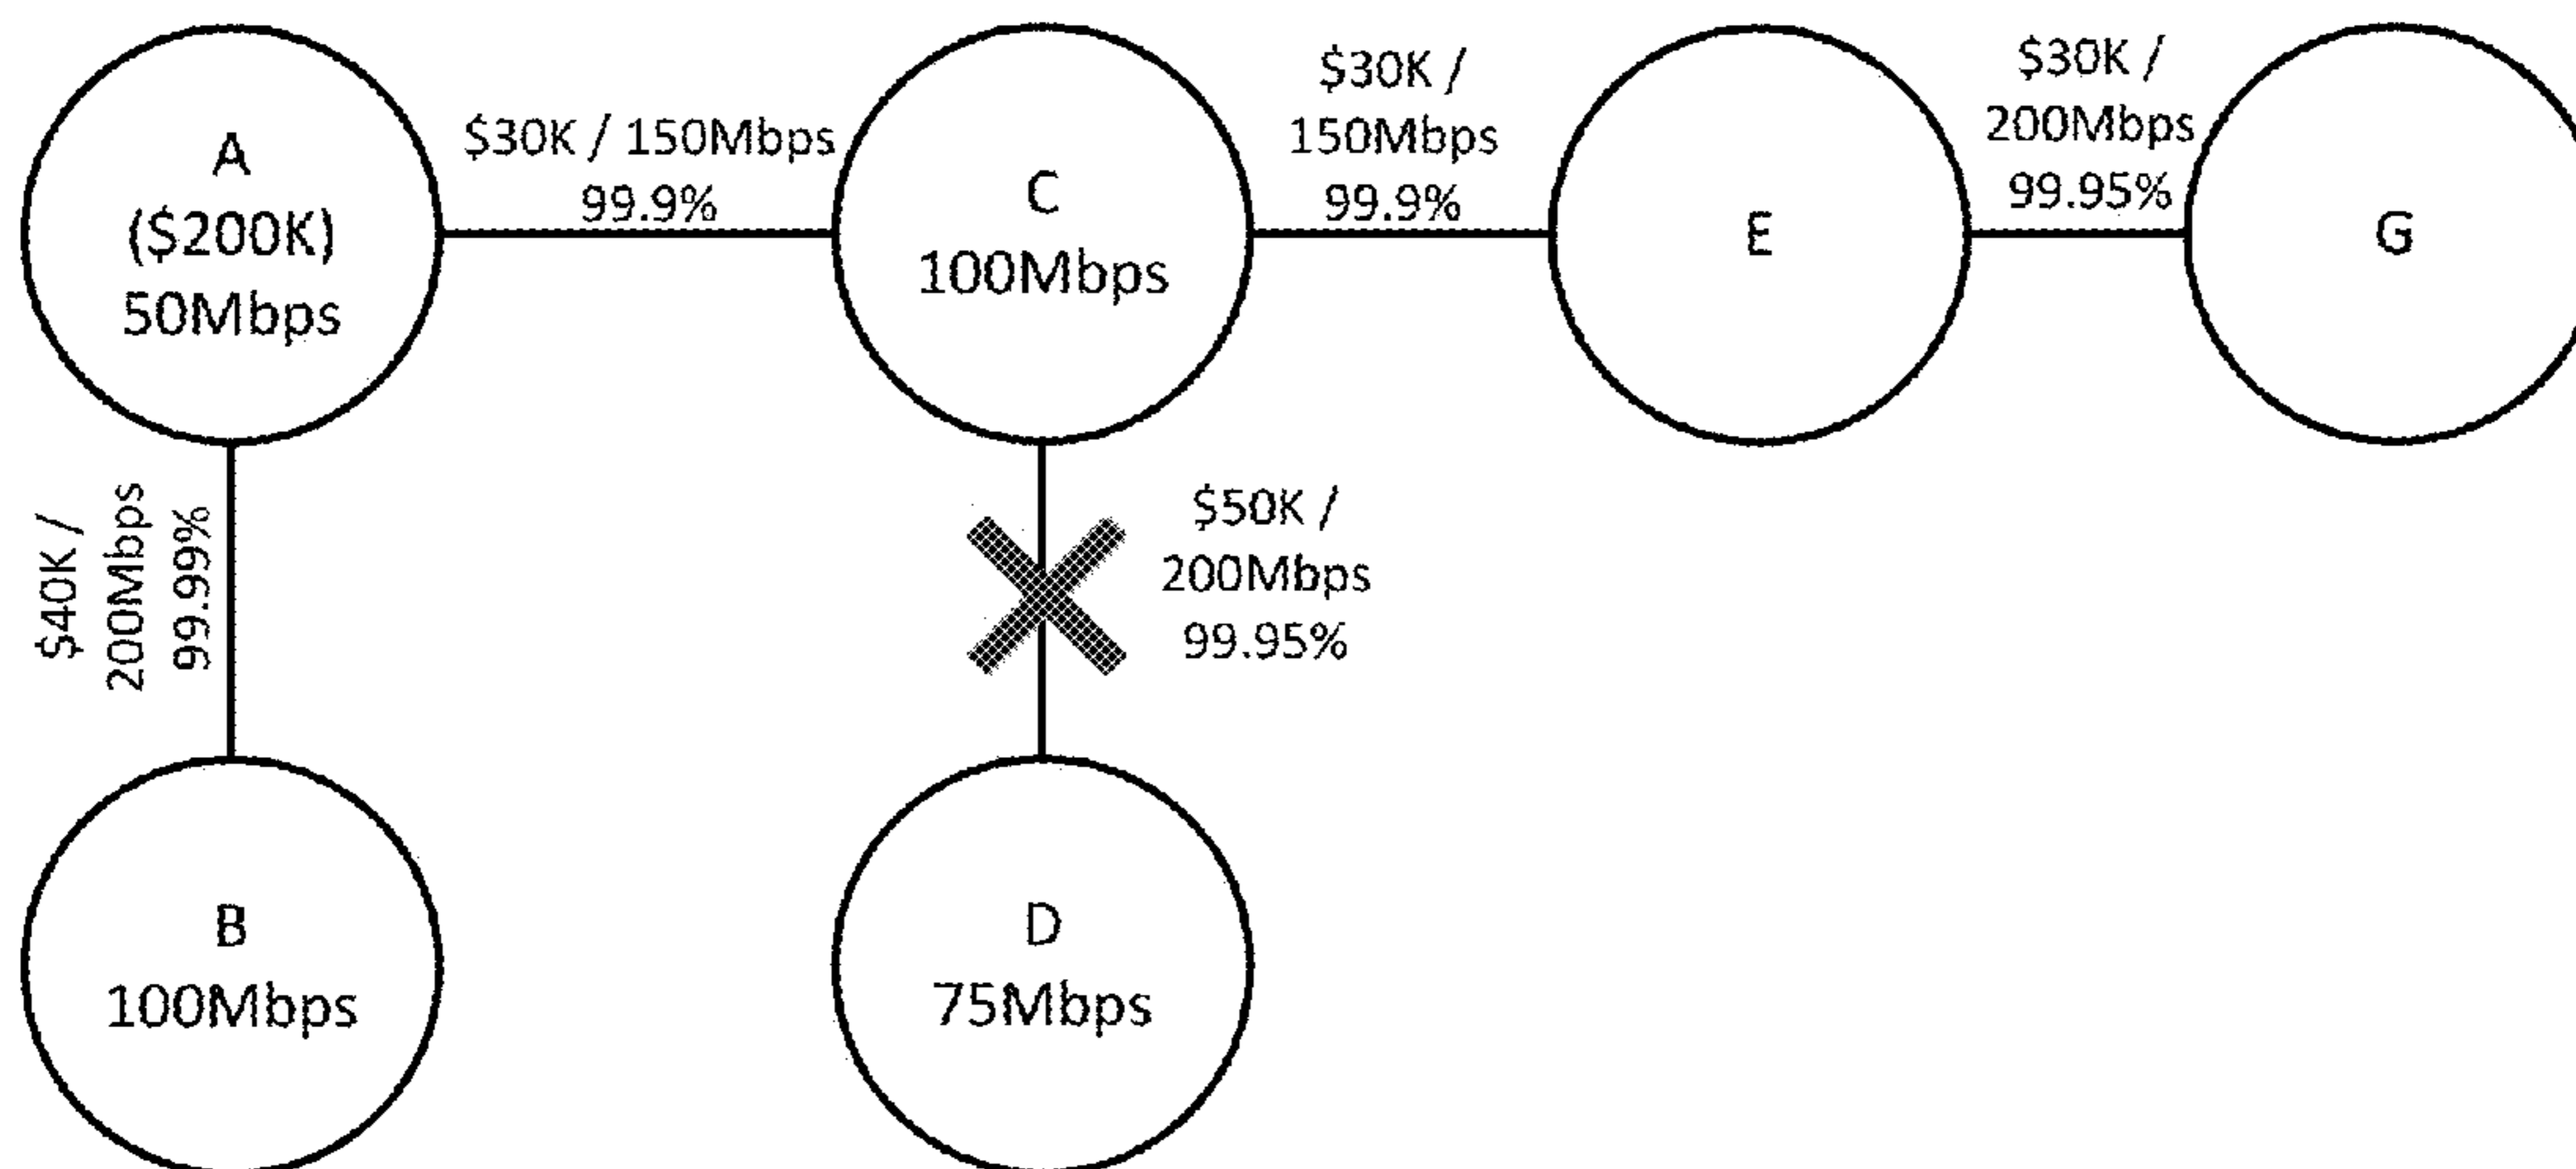 A
($200K)
50Mbps
$30K / 150Mbps
99.9%
C
100Mbps
$30K /
150Mbps
99.9%
E
$30K /
200Mbps
99.95%
G
$40K /
200Mbps
99.99%
$50K /
200Mbps
99.95%
B
100Mbps
D
75Mbps